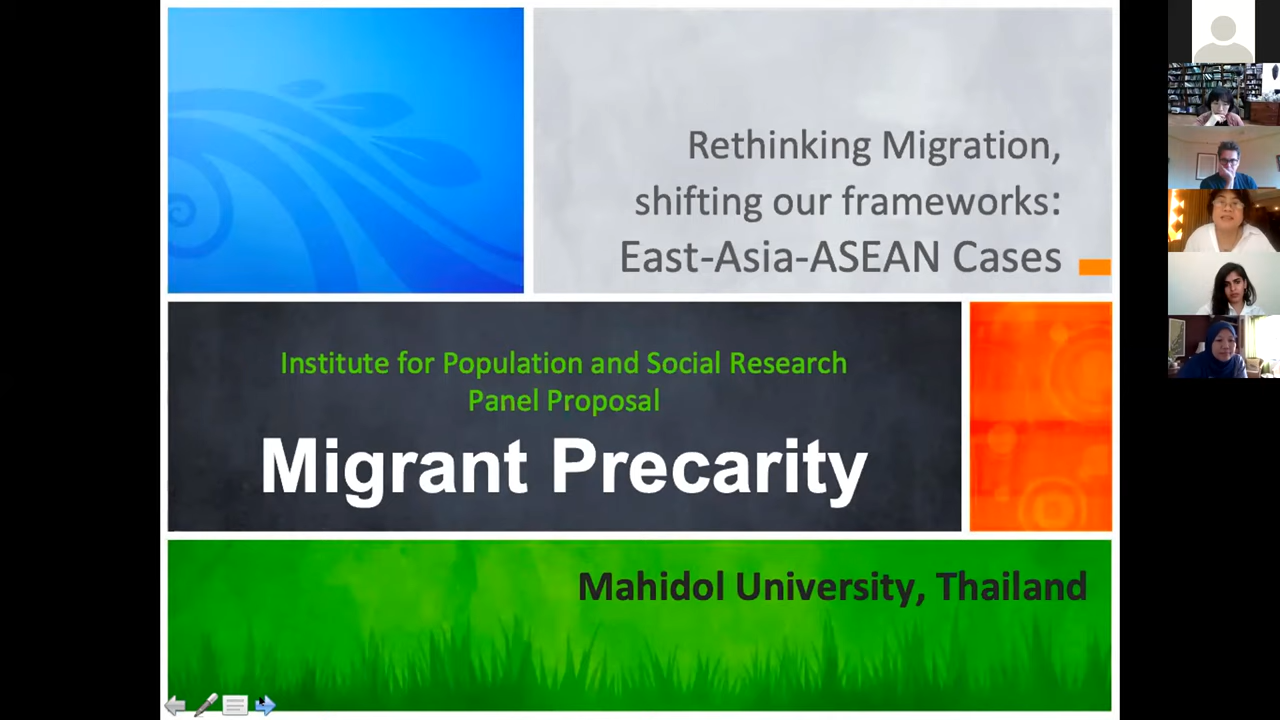 Rethinking Migration,
shifting our frameworks:
East-Asia-ASEAN Cases
Institute for Population and Social Research
Panel Proposal
Migrant Precarity
Mahidol University, Thailand